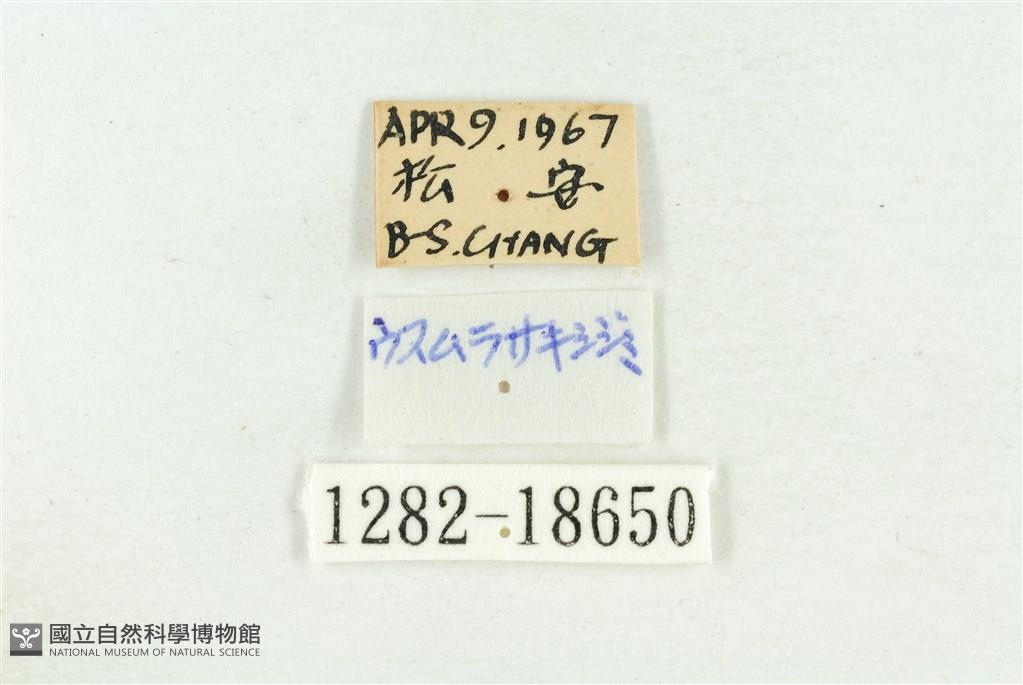 APR 9. 1967
松 安
B-S. CHANG
ウスムラサキシジミ
1282-18650
國立自然科學博物館
NATIONAL MUSEUM OF NATURAL SCIENCE